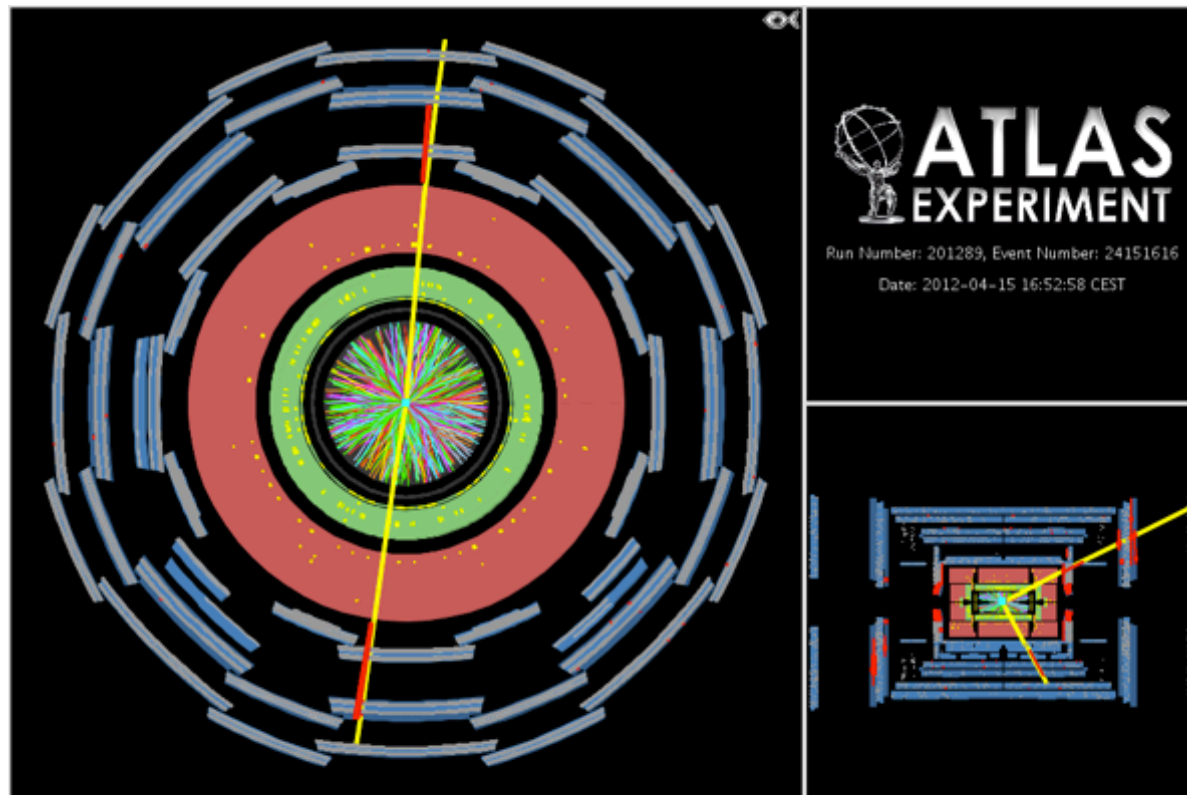 ATLAS
EXPERIMENT
Run Number: 201289, Event Number: 24151616
Date: 2012-04-15 16:52:58 CEST